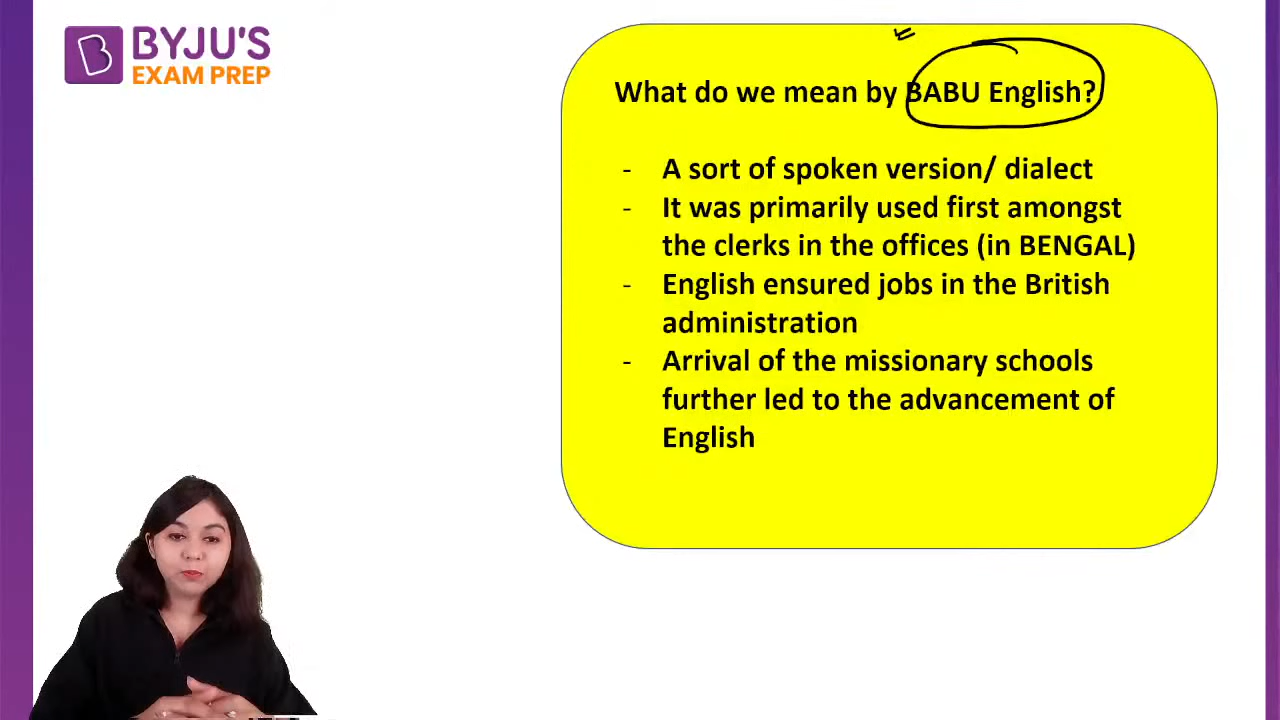 BYJU'S
EXAM PREP
What do we mean by BABU English?
- A sort of spoken version/ dialect
- It was primarily used first amongst
the clerks in the offices (in BENGAL)
- English ensured jobs in the British
administration
- Arrival of the missionary schools
further led to the advancement of
English